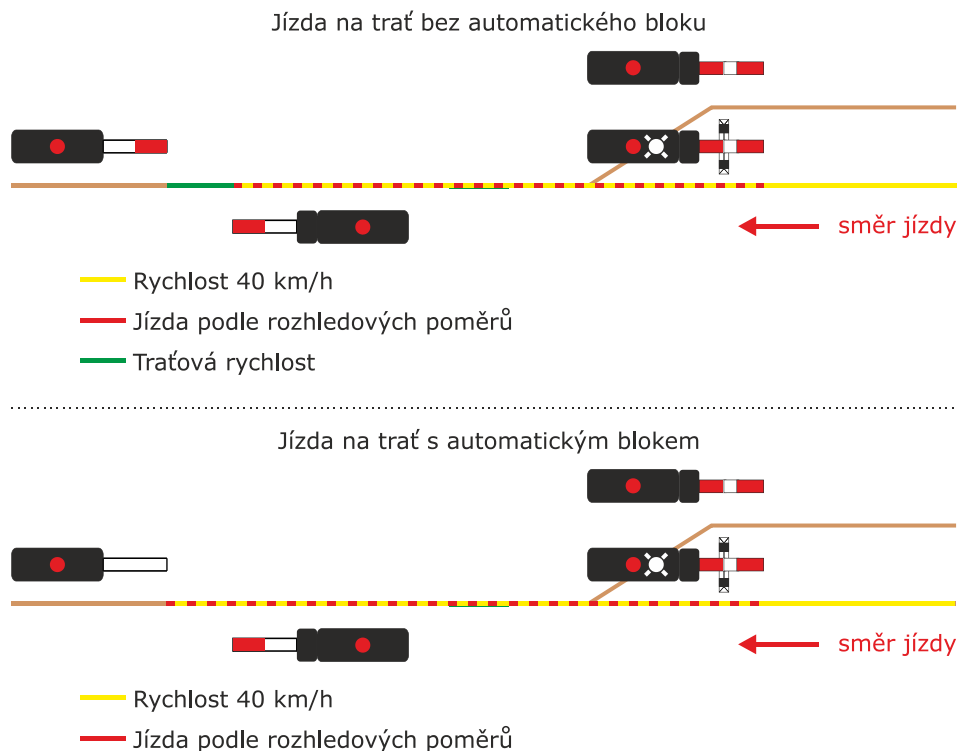 Jízda na trať bez automatického bloku
směr jízdy
Rychlost 40 km/h
Jízda podle rozhledových poměrů
Traťová rychlost
Jízda na trať s automatickým blokem
směr jízdy
Rychlost 40 km/h
Jízda podle rozhledových poměrů